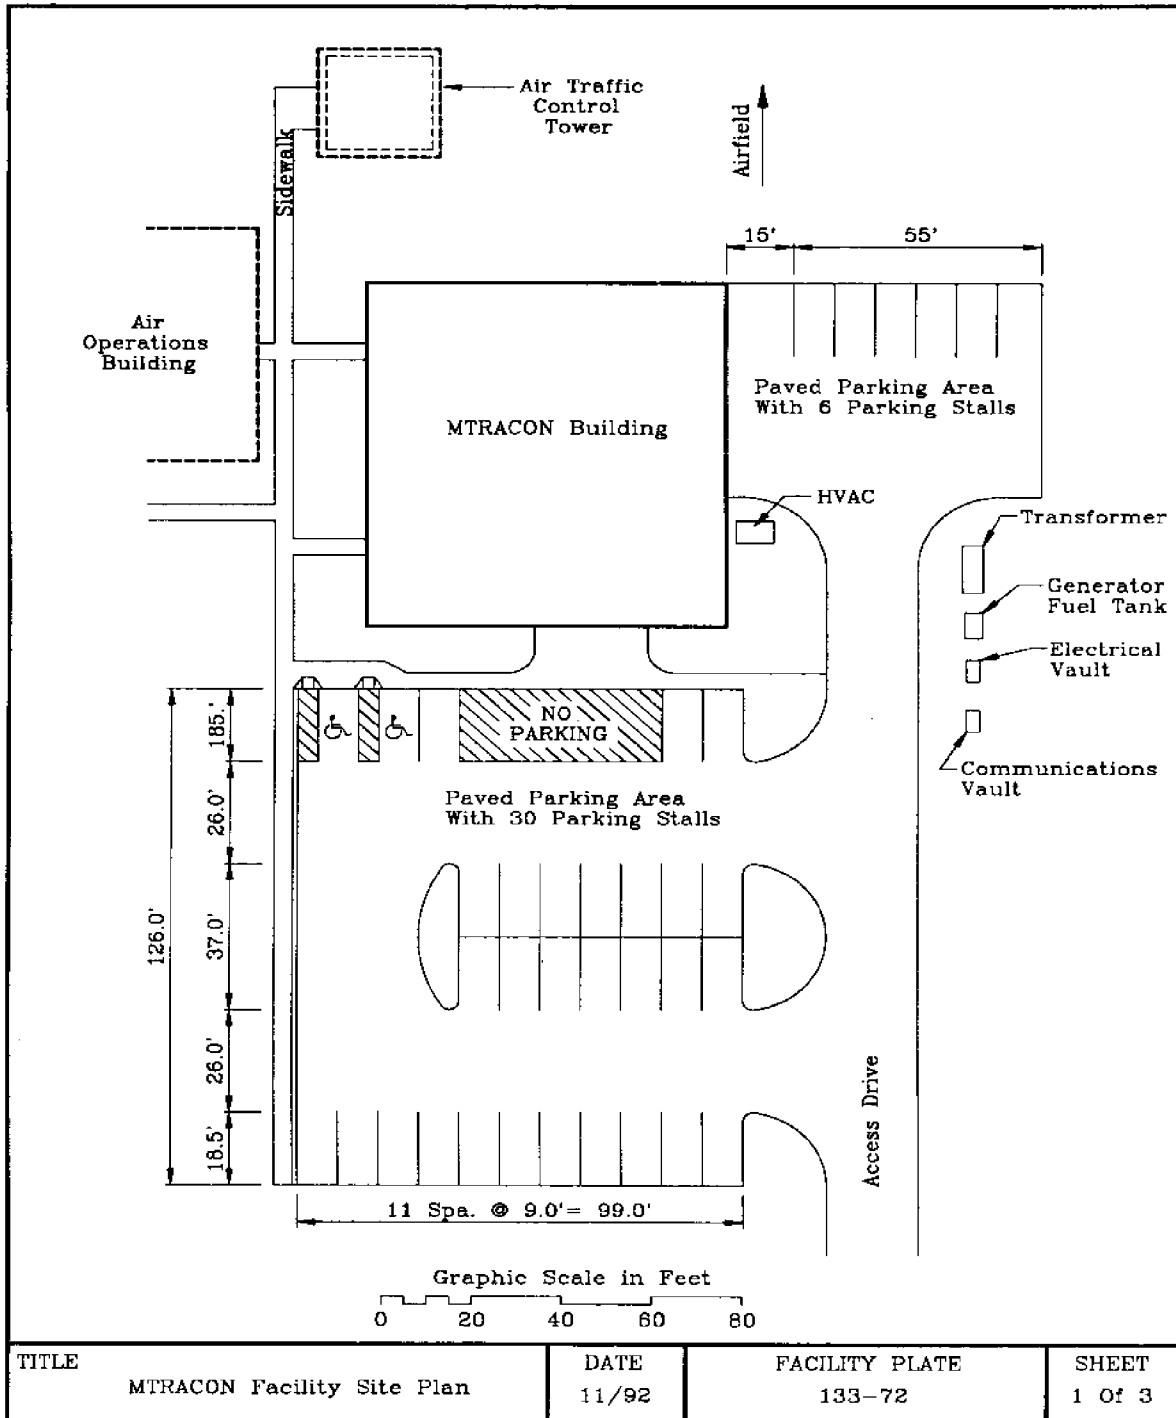 Air Traffic
Control
Tower
Sidewalk
Airfield
15'
55'
Air
Operations
Building
Paved Parking Area
With 6 Parking Stalls
MTRACON Building
HVAC
Transformer
Generator
Fuel Tank
Electrical
Vault
Communications
Vault
NO
PARKING
185.'
Paved Parking Area
With 30 Parking Stalls
26.0'
126.0'
37.0'
26.0'
18.5'
Access Drive
11 Spa. @ 9.0'= 99.0'
Graphic Scale in Feet
0 20 40 60 80
TITLE
MTRACON Facility Site Plan
DATE
11/92
FACILITY PLATE
133-72
SHEET
1 Of 3